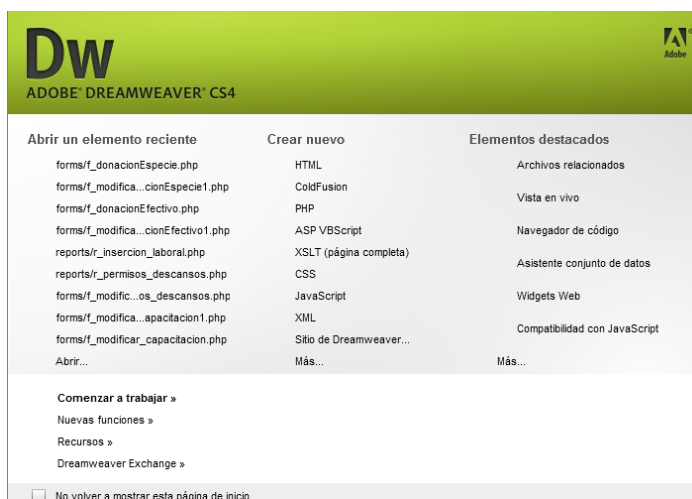 Dw
ADOBE® DREAMWEAVER® CS4
Adobe
Abrir un elemento reciente
forms/f_donacionEspecie.php
forms/f_modifica...cionEspecie1.php
forms/f_donacionEfectivo.php
forms/f_modifica...cionEfectivo1.php
reports/r_insercion_laboral.php
reports/r_permisos_descansos.php
forms/f_modific...os_descansos.php
forms/f_modifica...apacitacion1.php
forms/f_modificar_capacitacion.php
Abrir...
Crear nuevo
HTML
ColdFusion
PHP
ASP VBScript
XSLT (página completa)
CSS
JavaScript
XML
Sitio de Dreamweaver...
Más...
Elementos destacados
Archivos relacionados
Vista en vivo
Navegador de código
Asistente conjunto de datos
Widgets Web
Compatibilidad con JavaScript
Más...
Comenzar a trabajar »
Nuevas funciones »
Recursos »
Dreamweaver Exchange »
No volver a mostrar esta página de inicio